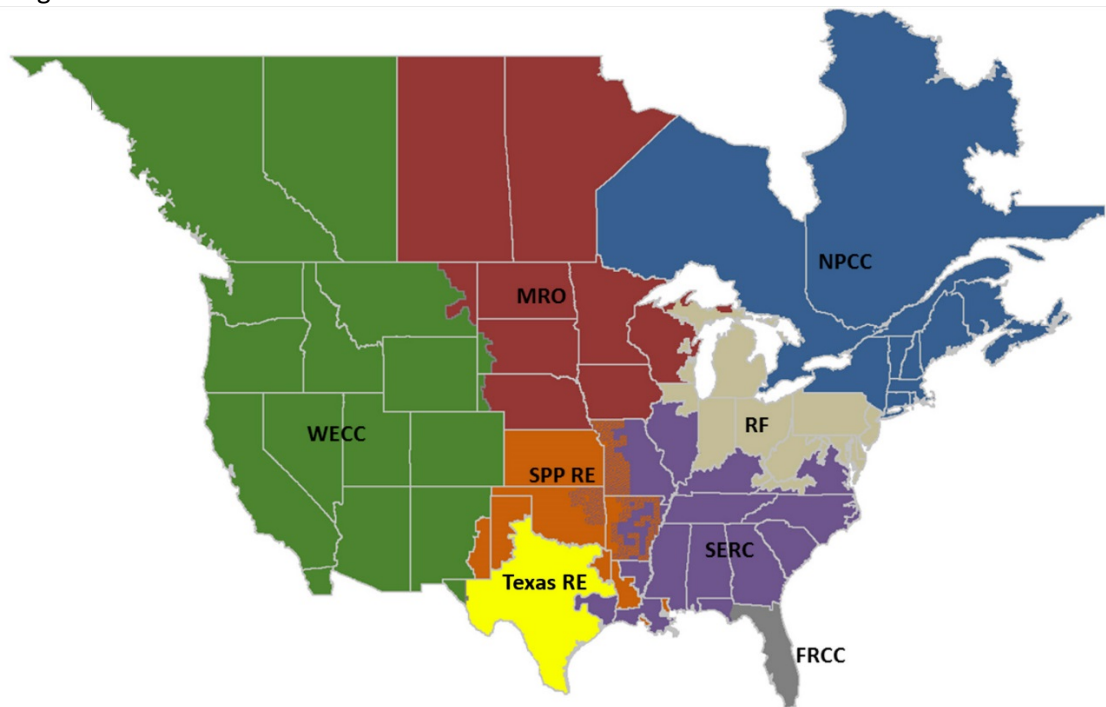 NPCC
MRO
RF
WECC
SPP RE
SERC
Texas RE
FRCC